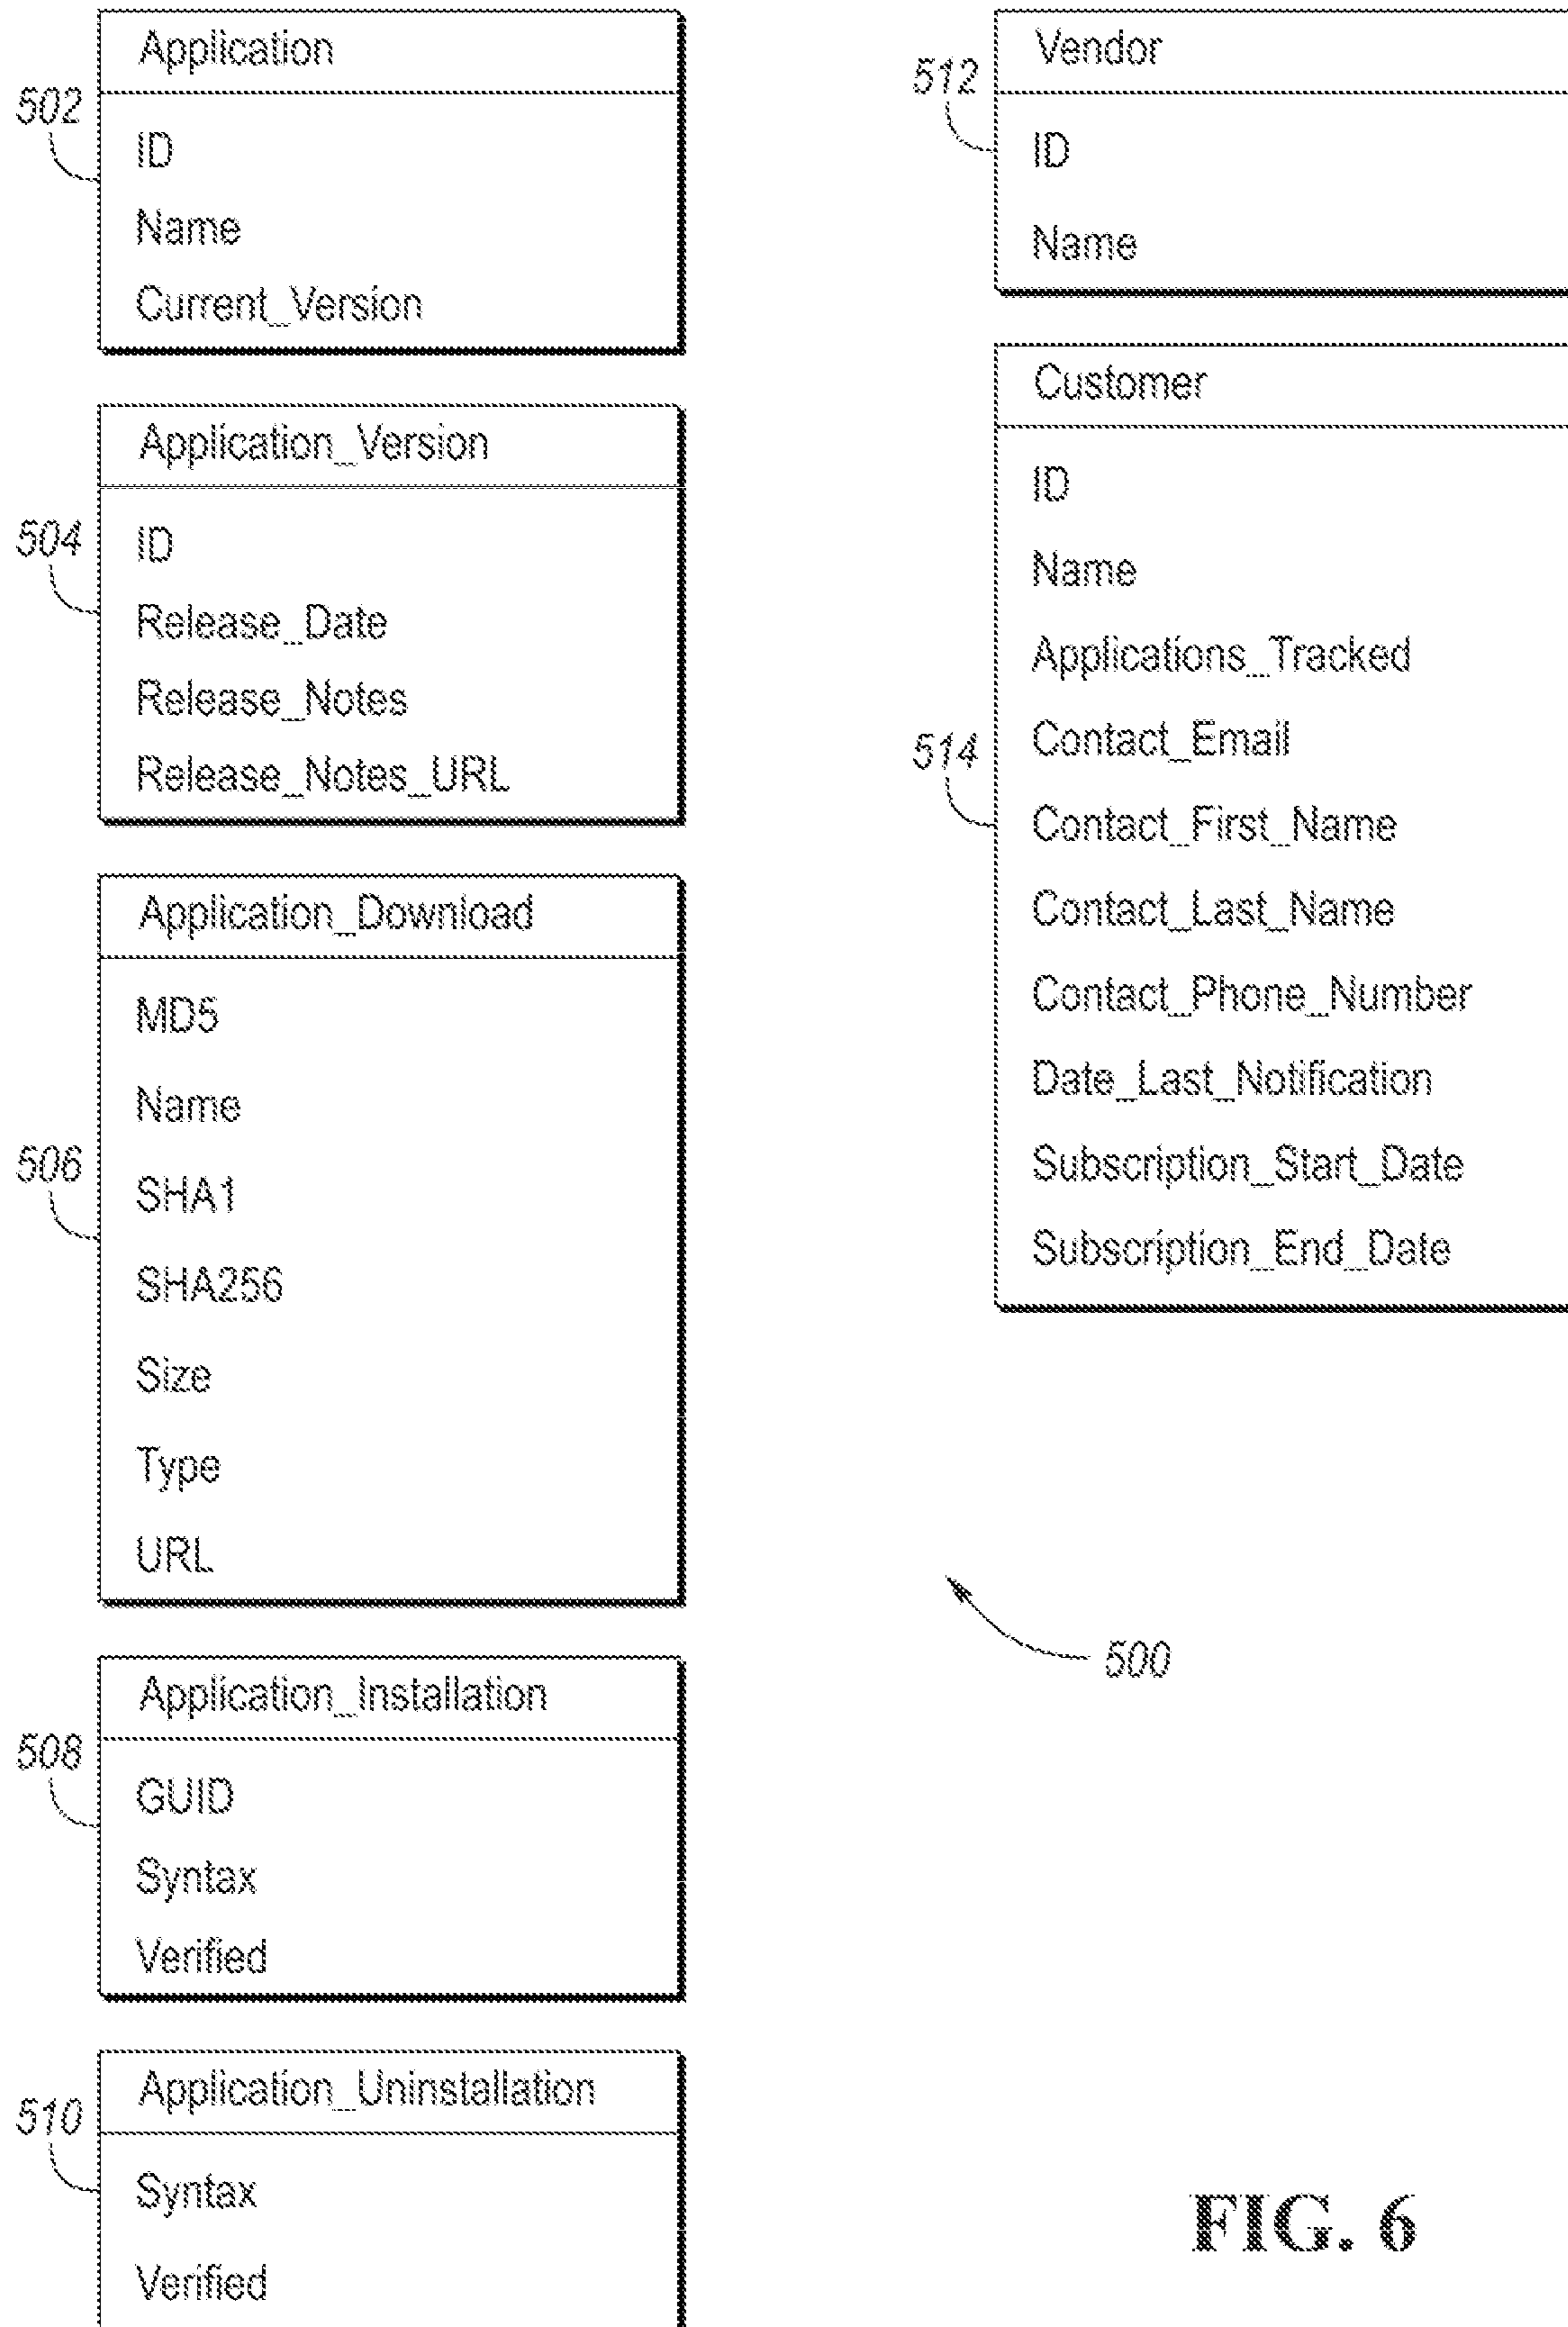 Application
502
ID
Name
Current_Version
Application_Version
504
ID
Release_Date
Release_Notes
Release_Notes_URL
Application_Download
MD5
Name
506
SHA1
SHA256
Size
Type
URL
Application_Installation
508
GUID
Syntax
Verified
Application_Uninstallation
510
Syntax
Verified
Vendor
512
ID
Name
Customer
ID
Name
Applications_Tracked
514
Contact_Email
Contact_First_Name
Contact_Last_Name
Contact_Phone_Number
Date_Last_Notification
Subscription_Start_Date
Subscription_End_Date
500
FIG. 6